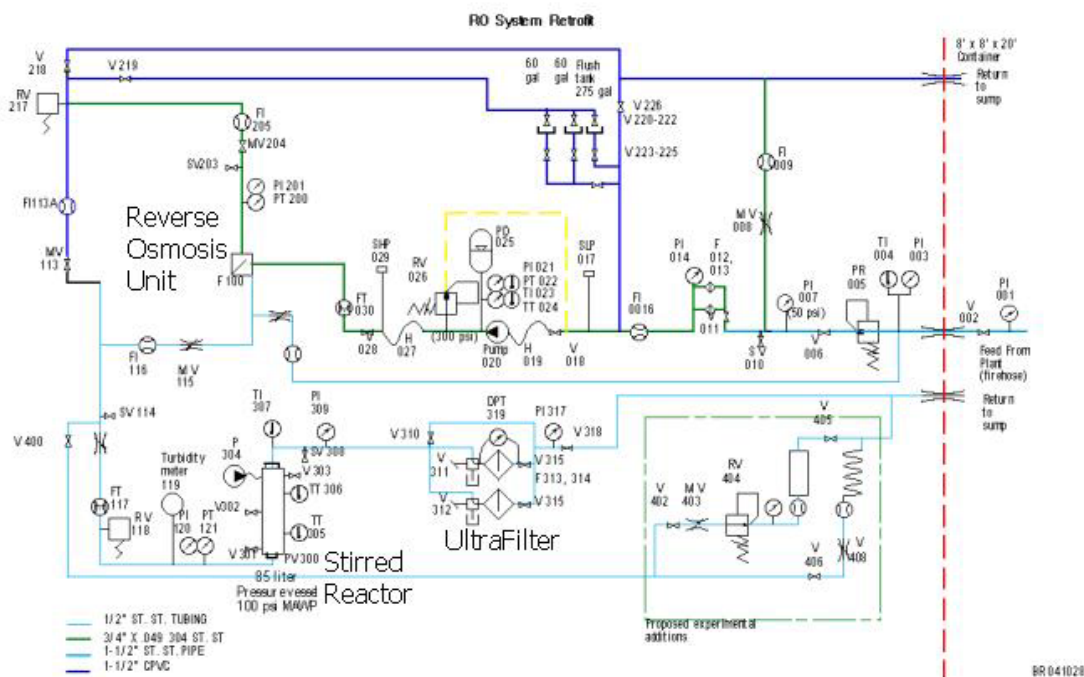 RO System Retrofit
8' x 8' x 20'
Container
Return
to
sump
V
218
V 219
60
gal
60
gal
Flush
tank
275 gal
RV
217
FI
205
MV204
SV203
V 226
V 220-222
V 223-225
FI
009
MV
008
FI113A
MV
113
PI 201
PT 200
Reverse
Osmosis
Unit
F 100
SHP
029
RV
026
PD
025
PI 021
PT 022
TI 023
TT 024
SLP
017
PI
014
F
012,
013
TI
004
PI
003
PR
005
PI
007
(50 psi)
PI
001
V
002
FT
030
V
028
H
027
(300 psi)
Pump
020
H
019
V
018
FI
0016
011
SV
010
V
006
Feed From
Plant
(firehose)
FI
116
MV
115
SV 114
V 400
TI
307
PI
309
DPT
319
PI 317
V 310
V 318
Return
to
sump
P
304
SV 308
V 303
V
311
V 315
F 313, 314
V
312
V 315
UltraFilter
Turbidity
meter
119
FT
117
RV
118
PI
120
PT
121
V302
TT 306
TT
305
V 301
PV300
85 liter
Pressure vessel
100 psi MAWP
Stirred
Reactor
V
405
RV
404
V
402
MV
403
V
406
V
408
Proposed experimental
additions
1/2" ST. ST. TUBING
3/4" X .049 304 ST. ST
1-1/2" ST. ST. PIPE
1-1/2" CPVC
BR 041028